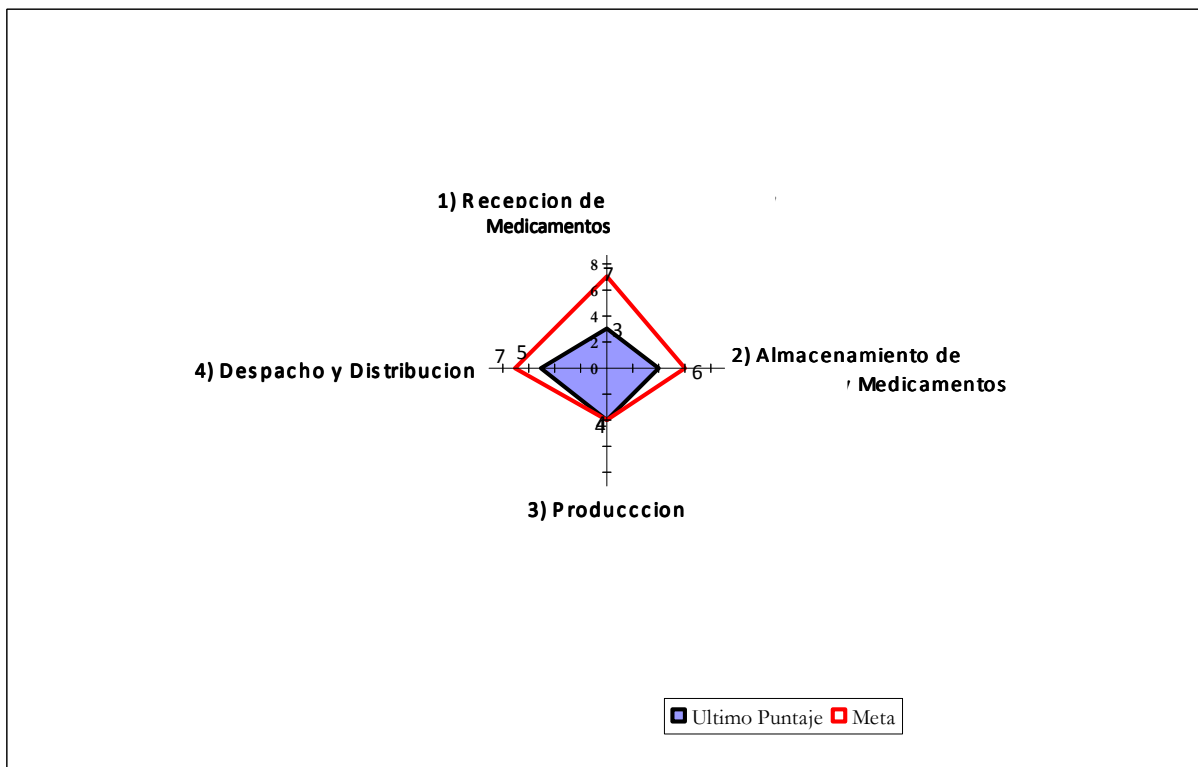 1) Recepcion de
Medicamentos
8
7
6
4
3
2
0
7
5
4) Despacho y Distribucion
2) Almacenamiento de
y Medicamentos
6
4
3) Producccion
Ultimo Puntaje
Meta